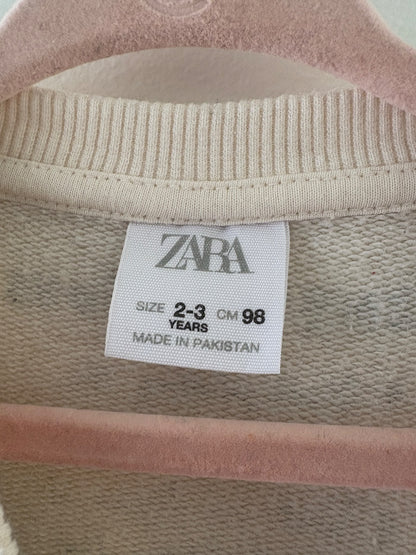 ZARA
SIZE 2-3 CM 98
YEARS
MADE IN PAKISTAN